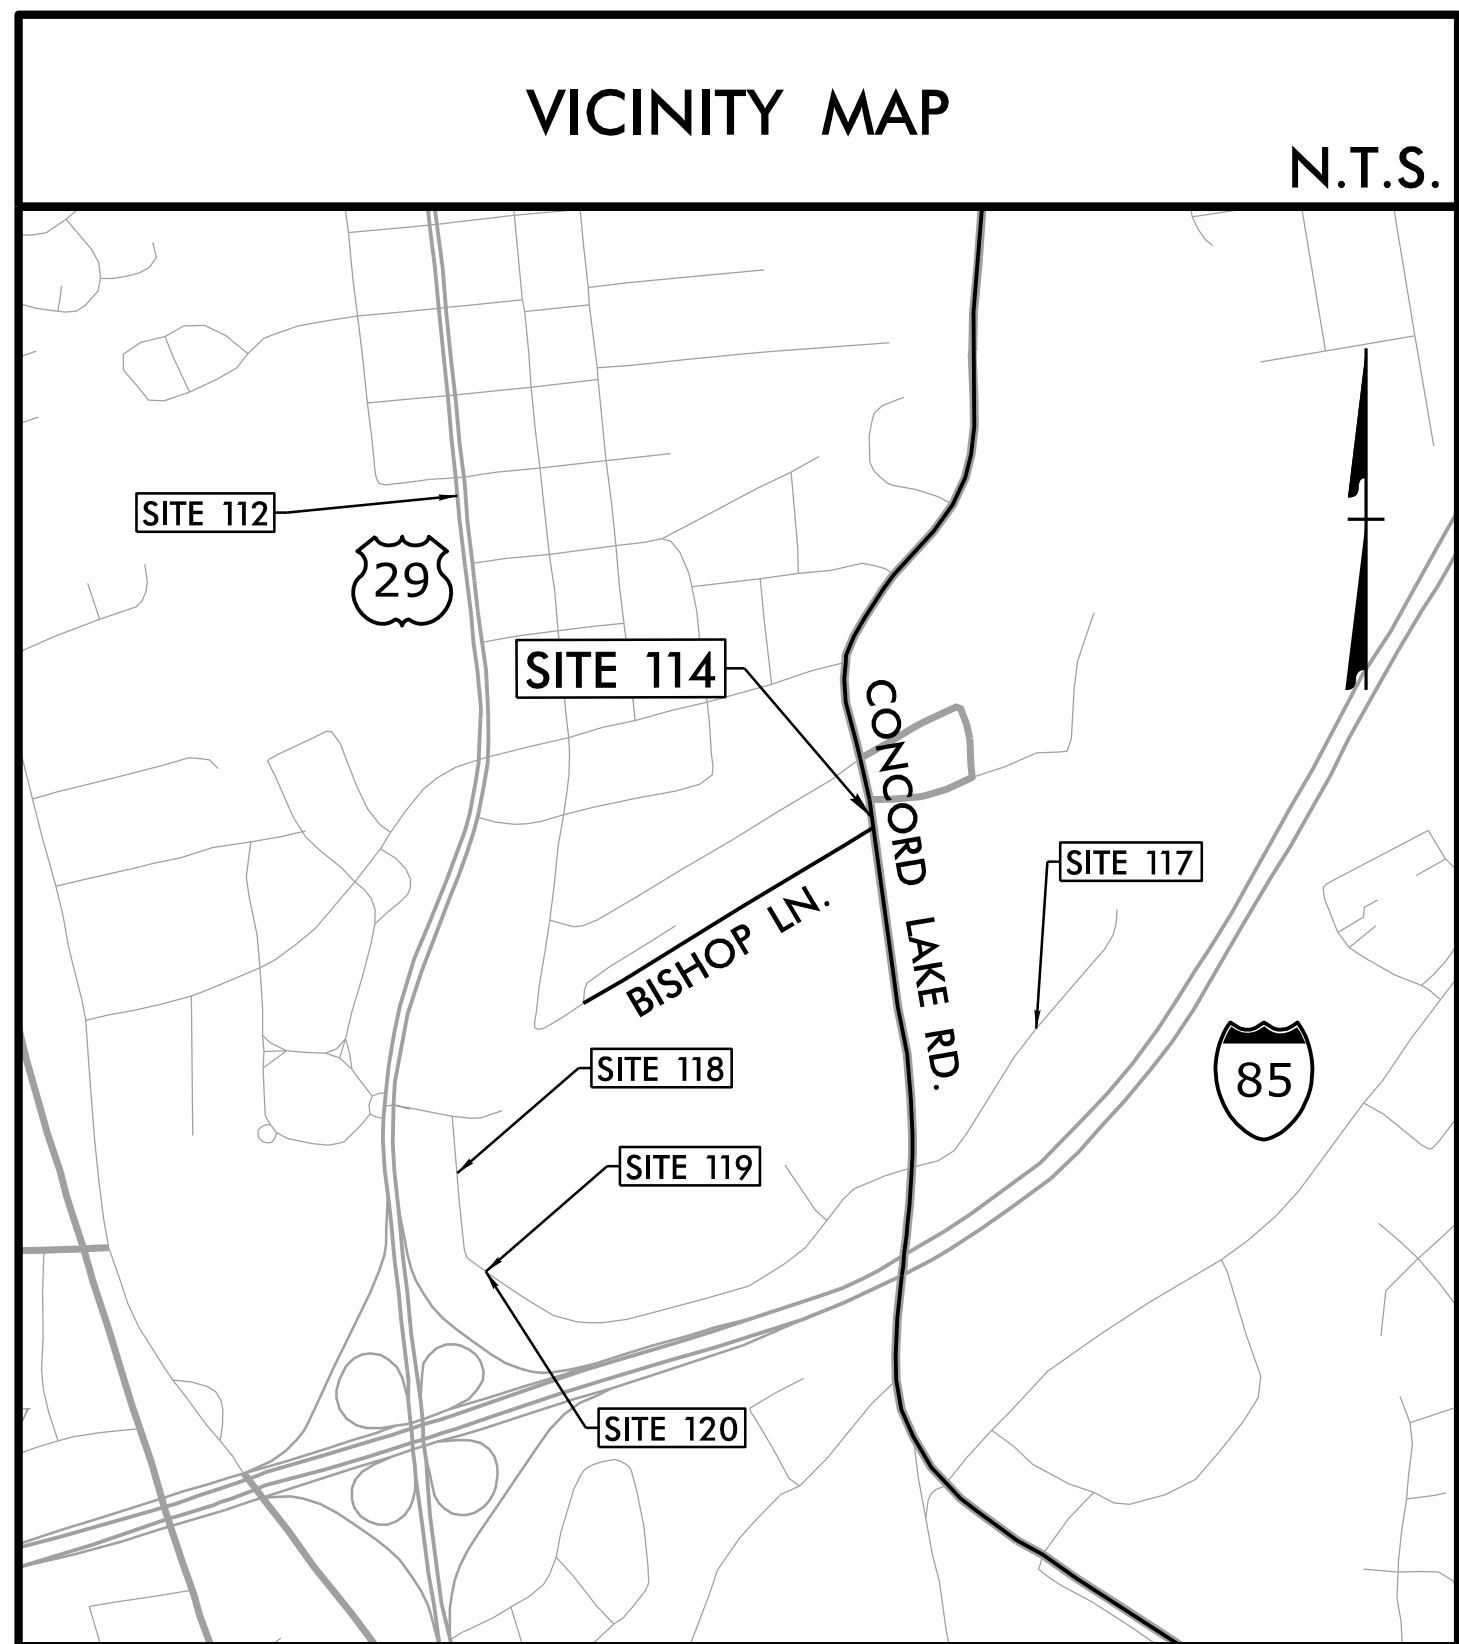 VICINITY MAP
N.T.S.
SITE 112
29
SITE 114
CONCORD LAKE RD.
SITE 117
BISHOP LN.
SITE 118
85
SITE 119
SITE 120